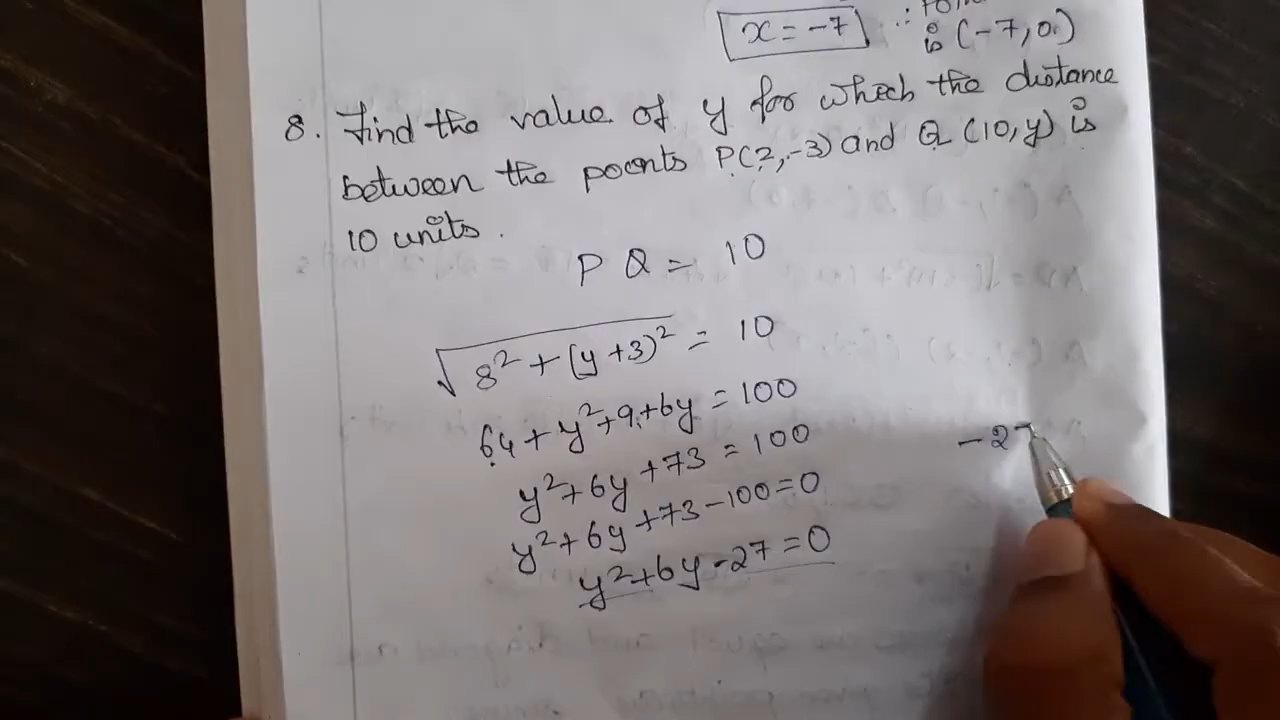 x = -7 ∴
is (-7, 0)
8. Find the value of y for which the distance
between the points P(2,-3) and Q (10, y) is
10 units.
P Q = 10
√8² + (y+3)² = 10
64 + y² + 9 + 6y = 100
y² + 6y + 73 = 100
y² + 6y + 73 - 100 = 0
y² + 6y - 27 = 0